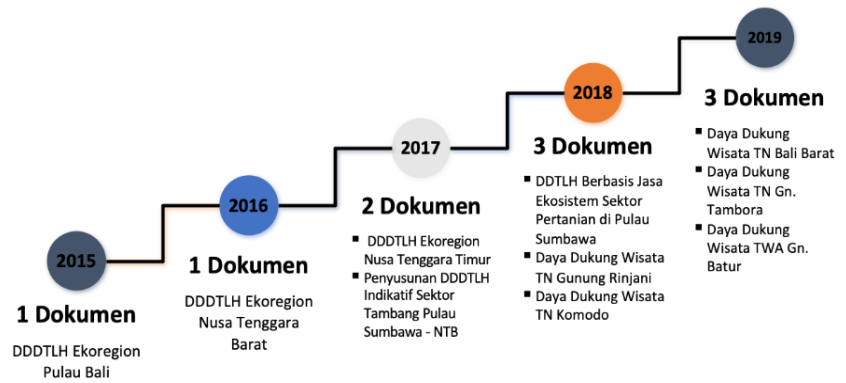 2015
1 Dokumen
DDDTLH Ekoregion
Pulau Bali
2016
1 Dokumen
DDDTLH Ekoregion
Nusa Tenggara
Barat
2017
2 Dokumen
▪ DDDTLH Ekoregion
Nusa Tenggara Timur
▪ Penyusunan DDDTLH
Indikatif Sektor
Tambang Pulau
Sumbawa - NTB
2018
3 Dokumen
▪ DDTLH Berbasis Jasa
Ekosistem Sektor
Pertanian di Pulau
Sumbawa
▪ Daya Dukung Wisata
TN Gunung Rinjani
▪ Daya Dukung Wisata
TN Komodo
2019
3 Dokumen
▪ Daya Dukung
Wisata TN Bali Barat
▪ Daya Dukung
Wisata TN Gn.
Tambora
▪ Daya Dukung
Wisata TWA Gn.
Batur